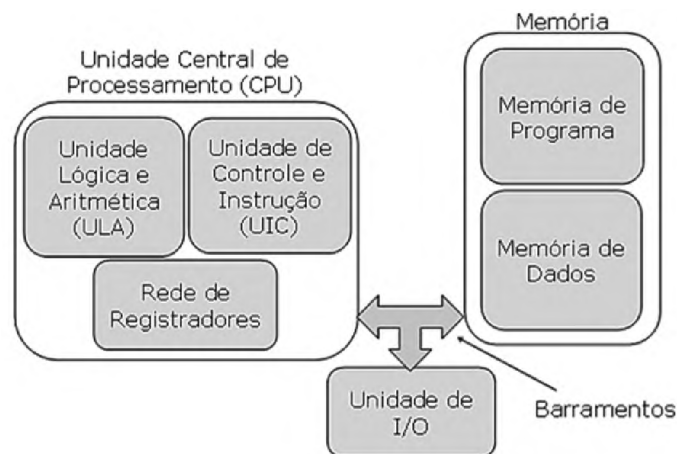 Unidade Central de
Processamento (CPU)
Unidade
Lógica e
Aritmética
(ULA)
Unidade de
Controle e
Instrução
(UIC)
Rede de
Registradores
Memória
Memória de
Programa
Memória de
Dados
Unidade de
I/O
Barramentos